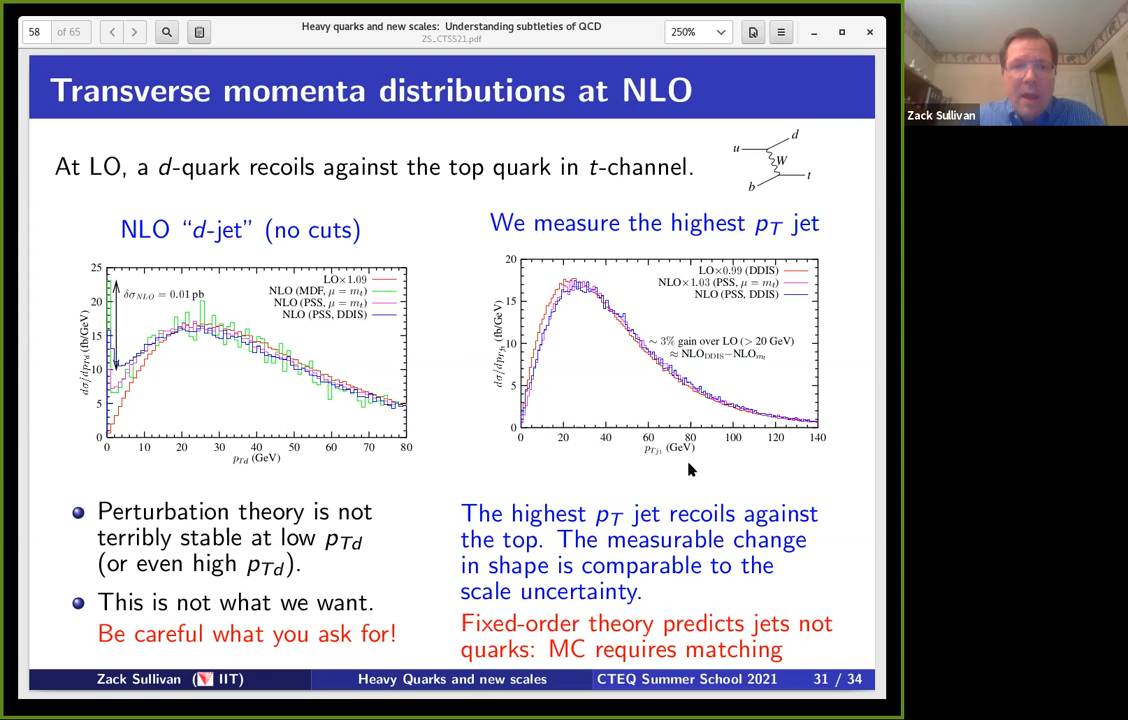 58 of 65
Heavy quarks and new scales: Understanding subtleties of QCD
ZS_CTSS21.pdf
250%
Zack Sullivan
Transverse momenta distributions at NLO
At LO, a d-quark recoils against the top quark in t-channel.
u d W b t
NLO “d-jet” (no cuts)
25
20
15
10
5
0
dσ/dpTd (fb/GeV)
δσNLO = 0.01 pb
LO×1.09
NLO (MDF, μ = mt)
NLO (PSS, μ = mt)
NLO (PSS, DDIS)
0 10 20 30 40 50 60 70 80
pTd (GeV)
Perturbation theory is not
terribly stable at low pTd
(or even high pTd).
This is not what we want.
Be careful what you ask for!
We measure the highest pT jet
20
15
10
5
0
dσ/dpTj1 (fb/GeV)
LO×0.99 (DDIS)
NLO×1.03 (PSS, μ = mt)
NLO (PSS, DDIS)
∼ 3% gain over LO (> 20 GeV)
≈ NLODDIS−NLOmt
0 20 40 60 80 100 120 140
pTj1 (GeV)
The highest pT jet recoils against
the top. The measurable change
in shape is comparable to the
scale uncertainty.
Fixed-order theory predicts jets not
quarks: MC requires matching
Zack Sullivan (IIT) Heavy Quarks and new scales CTEQ Summer School 2021 31 / 34